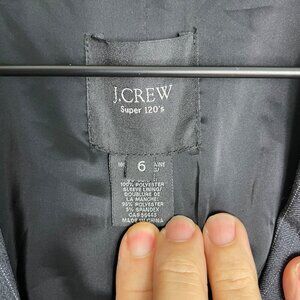 J.CREW
Super 120's
6
100% POLYESTER
SLEEVE LINING/
DOUBLURE DE
LA MANCHE/
95% POLYESTER
5% SPANDEX
MADE IN CHINA